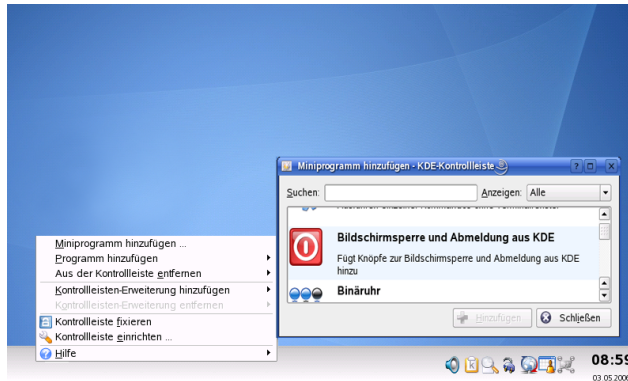 Miniprogramm hinzufügen - KDE-Kontrollleiste
Suchen:
Anzeigen: Alle
Bildschirmsperre und Abmeldung aus KDE
Fügt Knöpfe zur Bildschirmsperre und Abmeldung aus KDE
hinzu
Binäruhr
Hinzufügen
Schließen
Miniprogramm hinzufügen ...
Programm hinzufügen
Aus der Kontrollleiste entfernen
Kontrollleisten-Erweiterung hinzufügen
Kontrollleisten-Erweiterung entfernen
Kontrollleiste fixieren
Kontrollleiste einrichten ...
Hilfe
08:59
03.05.2006